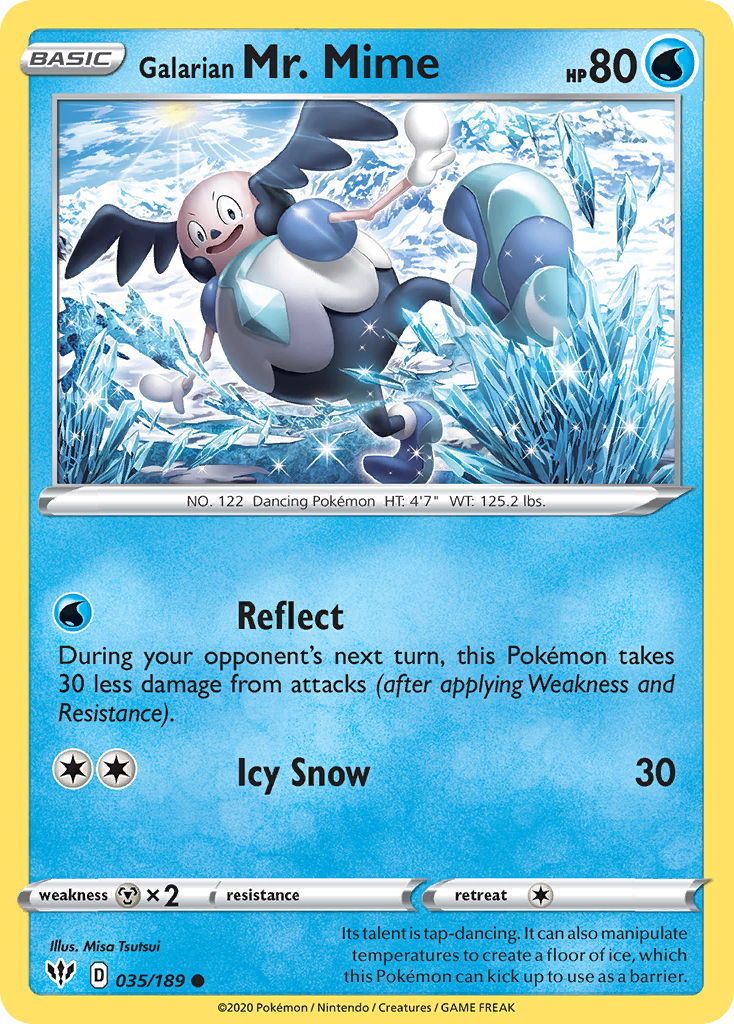 BASIC
Galarian Mr. Mime
HP 80
NO. 122 Dancing Pokémon HT: 4'7" WT: 125.2 lbs.
Reflect
During your opponent's next turn, this Pokémon takes
30 less damage from attacks (after applying Weakness and
Resistance).
Icy Snow 30
weakness ×2 resistance retreat
Illus. Misa Tsutsui
Its talent is tap-dancing. It can also manipulate
temperatures to create a floor of ice, which
this Pokémon can kick up to use as a barrier.
D 035/189
©2020 Pokémon / Nintendo / Creatures / GAME FREAK